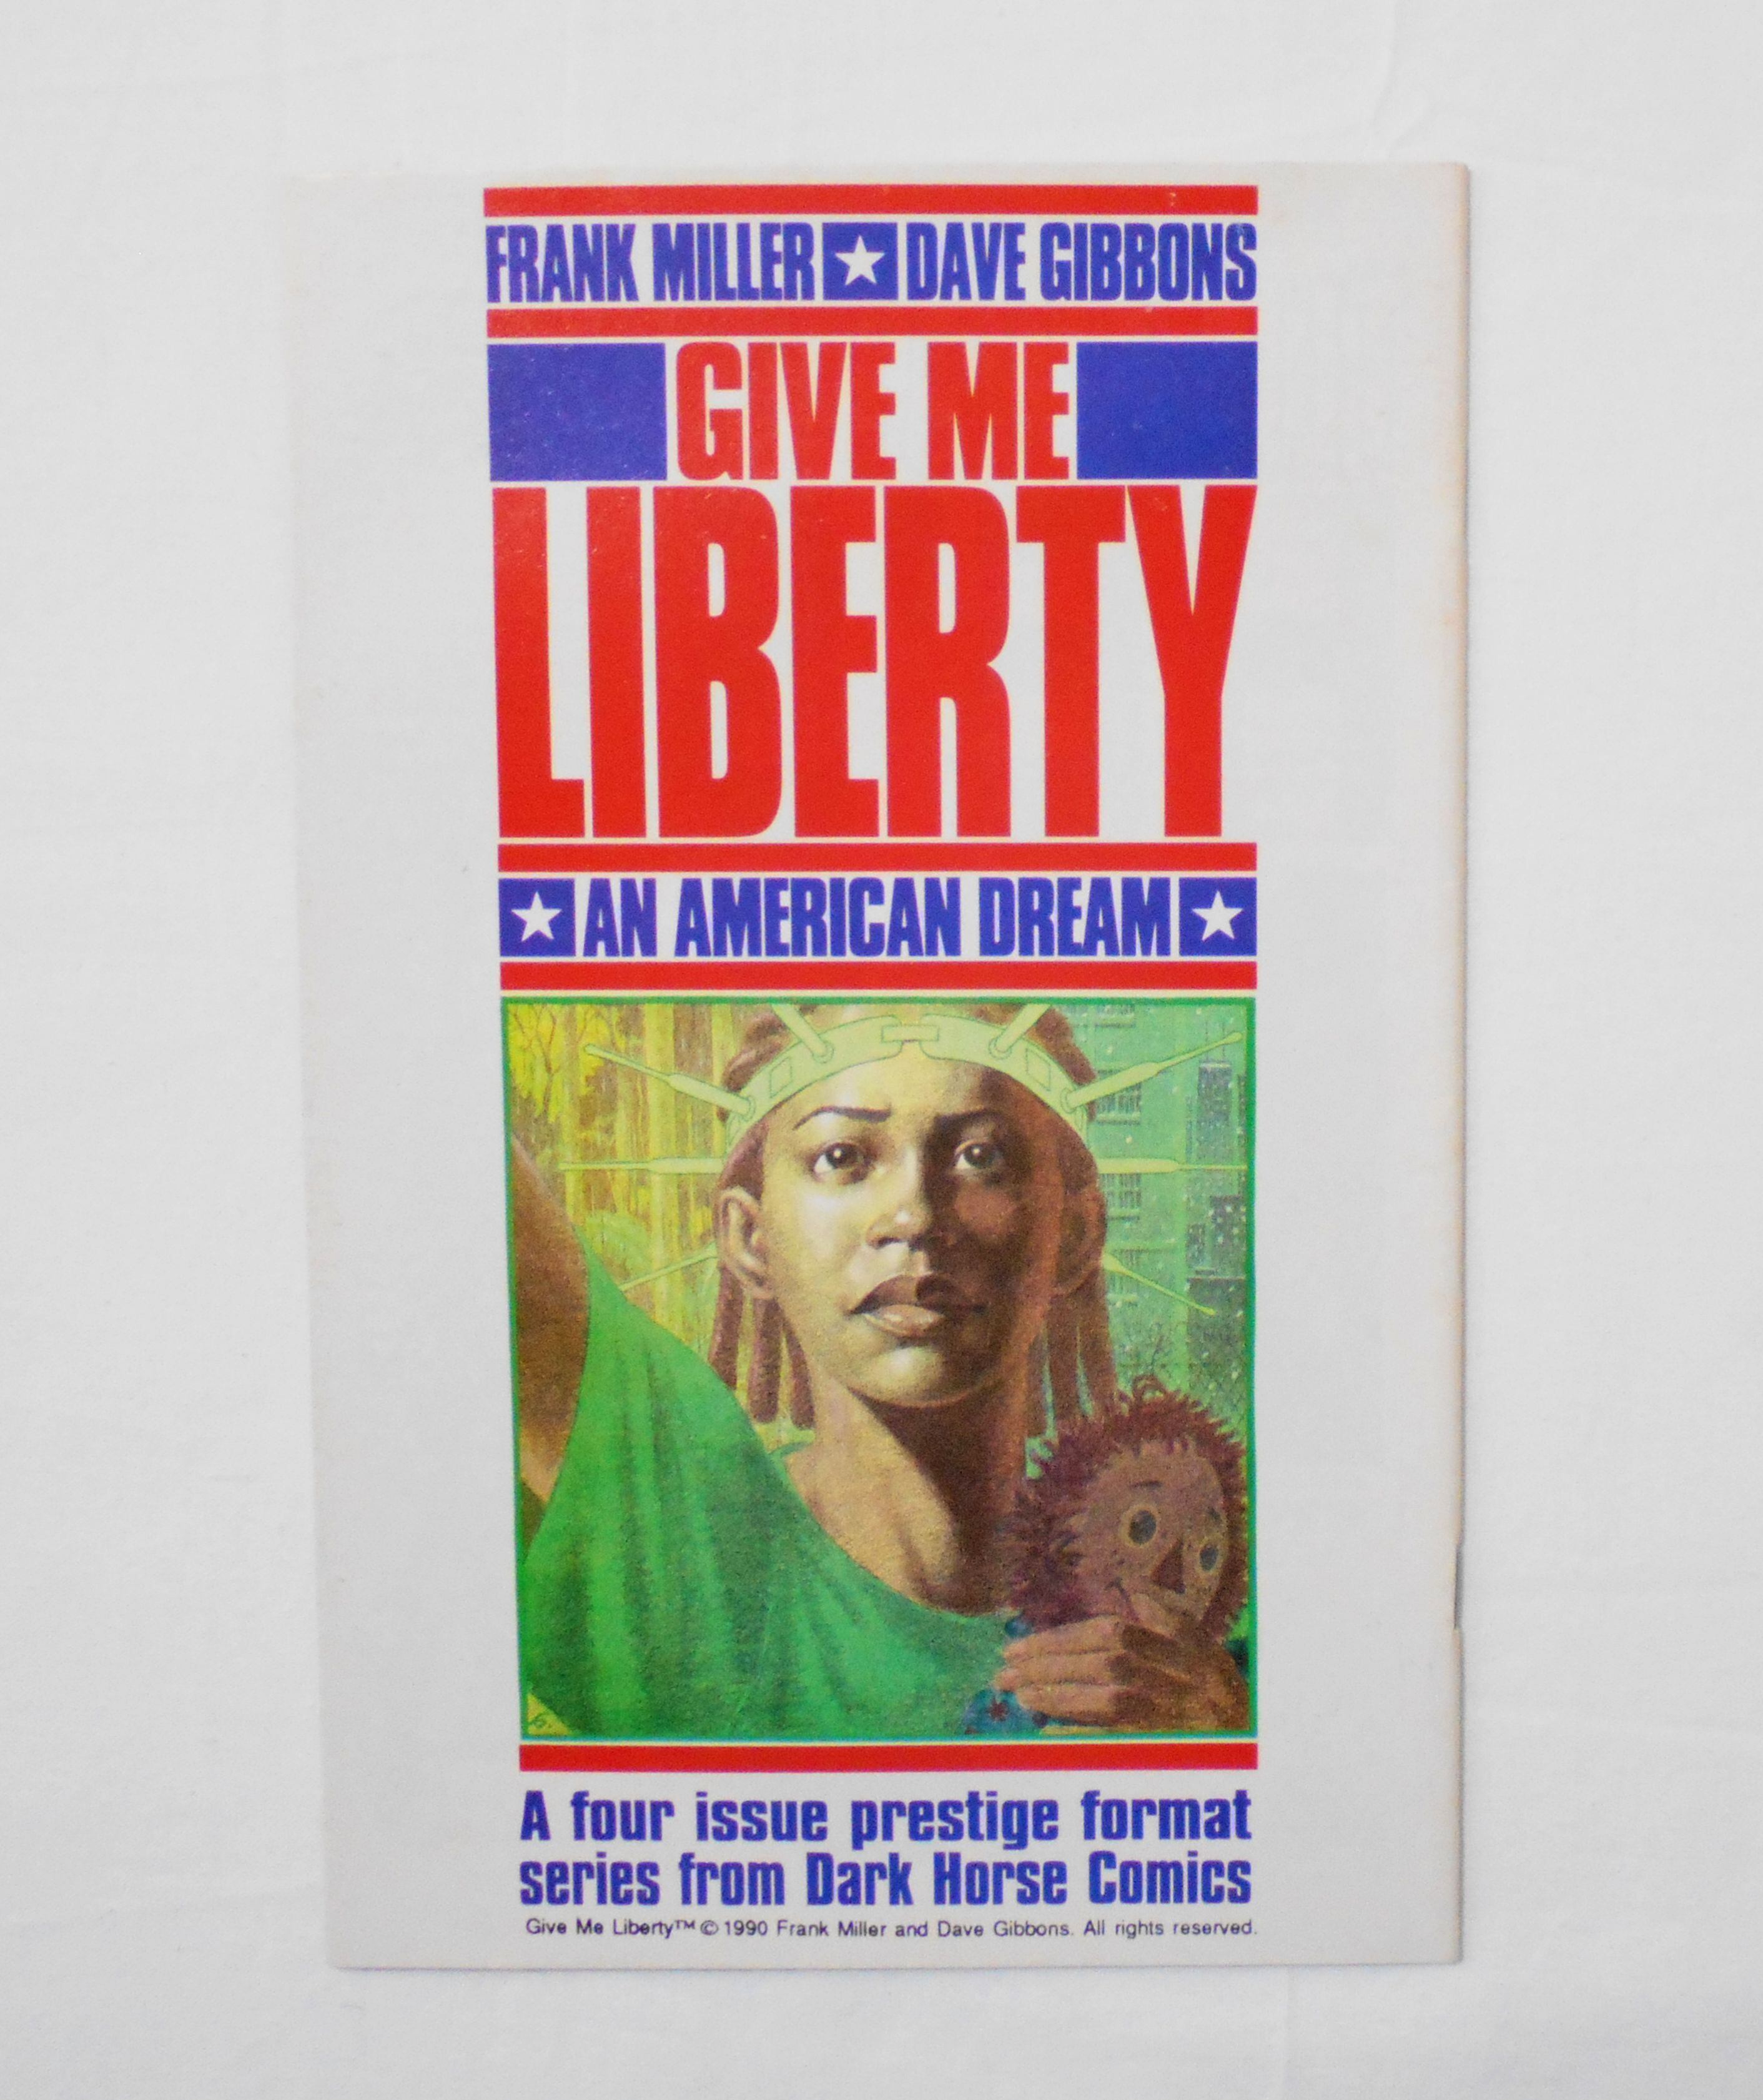 FRANK MILLER ★ DAVE GIBBONS
GIVE ME
LIBERTY
★ AN AMERICAN DREAM ★
A four issue prestige format
series from Dark Horse Comics
Give Me Liberty™ © 1990 Frank Miller and Dave Gibbons. All rights reserved.